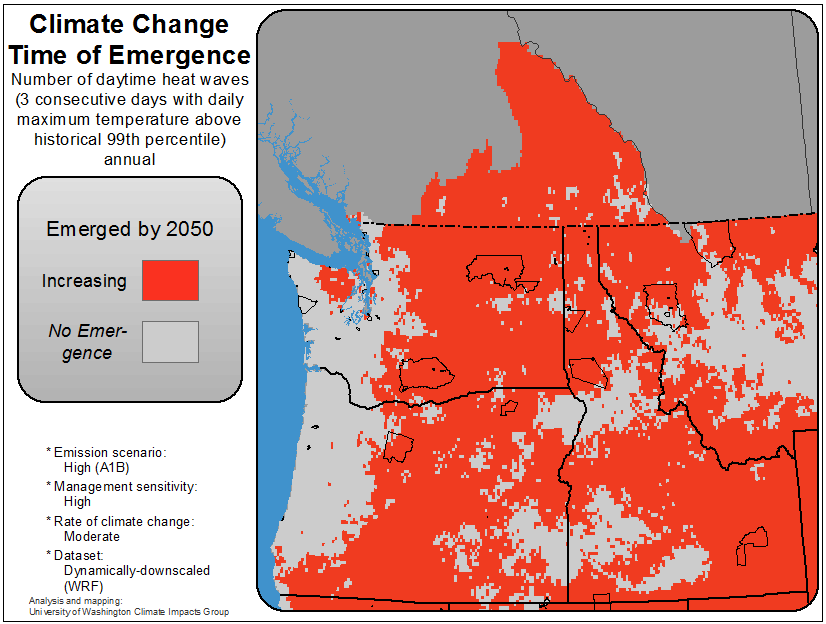 Climate Change
Time of Emergence
Number of daytime heat waves
(3 consecutive days with daily
maximum temperature above
historical 99th percentile)
annual
Emerged by 2050
Increasing
No Emer-
gence
* Emission scenario:
High (A1B)
* Management sensitivity:
High
* Rate of climate change:
Moderate
* Dataset:
Dynamically-downscaled
(WRF)
Analysis and mapping:
University of Washington Climate Impacts Group